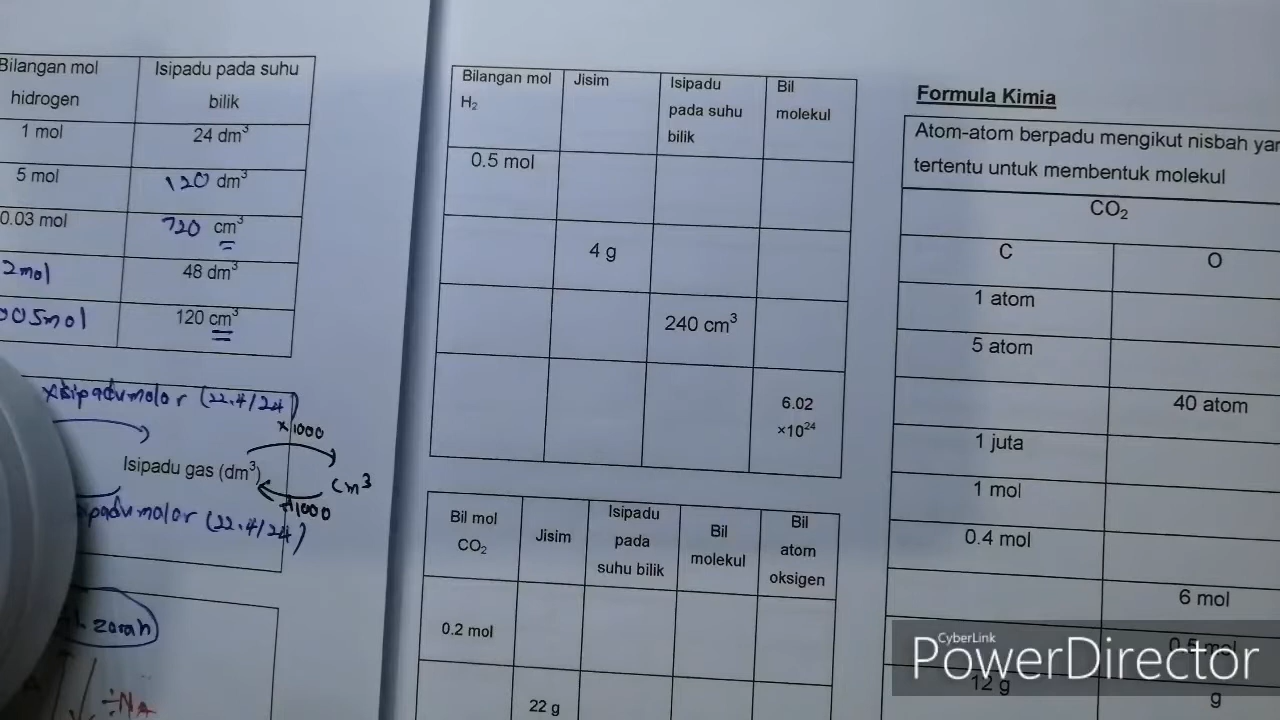 Bilangan mol
hidrogen
Isipadu pada suhu
bilik
1 mol
24 dm³
5 mol
120 dm³
0.03 mol
720 cm³
2mol
48 dm³
005mol
120 cm³
Isipadu gas (dm³)
x1000
cm³
÷1000
÷NA
Bilangan mol
H₂
Jisim
Isipadu
pada suhu
bilik
Bil
molekul
0.5 mol
4 g
240 cm³
6.02
×10²⁴
Bil mol
CO₂
Jisim
Isipadu
pada
suhu bilik
Bil
molekul
Bil
atom
oksigen
0.2 mol
22 g
Formula Kimia
Atom-atom berpadu mengikut nisbah
tertentu untuk membentuk molekul
CO₂
C
O
1 atom
5 atom
40 atom
1 juta
1 mol
0.4 mol
6 mol
0.5 mol
12 g
g
CyberLink
PowerDirector